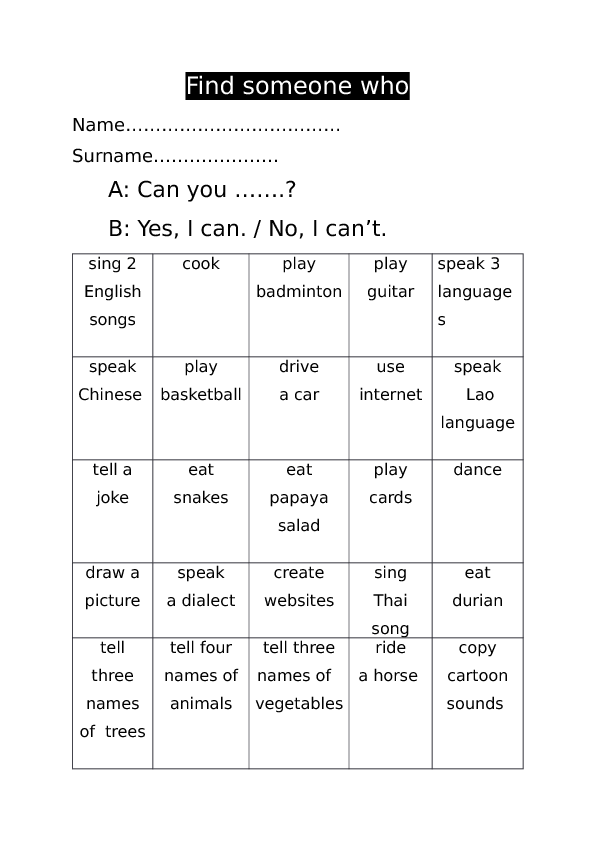 Find someone who
Name....................................
Surname.....................
A: Can you .......?
B: Yes, I can. / No, I can’t.
sing 2
English
songs
cook
play
badminton
play
guitar
speak 3
language
s
speak
Chinese
play
basketball
drive
a car
use
internet
speak
Lao
language
tell a
joke
eat
snakes
eat
papaya
salad
play
cards
dance
draw a
picture
speak
a dialect
create
websites
sing
Thai
song
eat
durian
tell
three
names
of  trees
tell four
names of
animals
tell three
names of
vegetables
ride
a horse
copy
cartoon
sounds